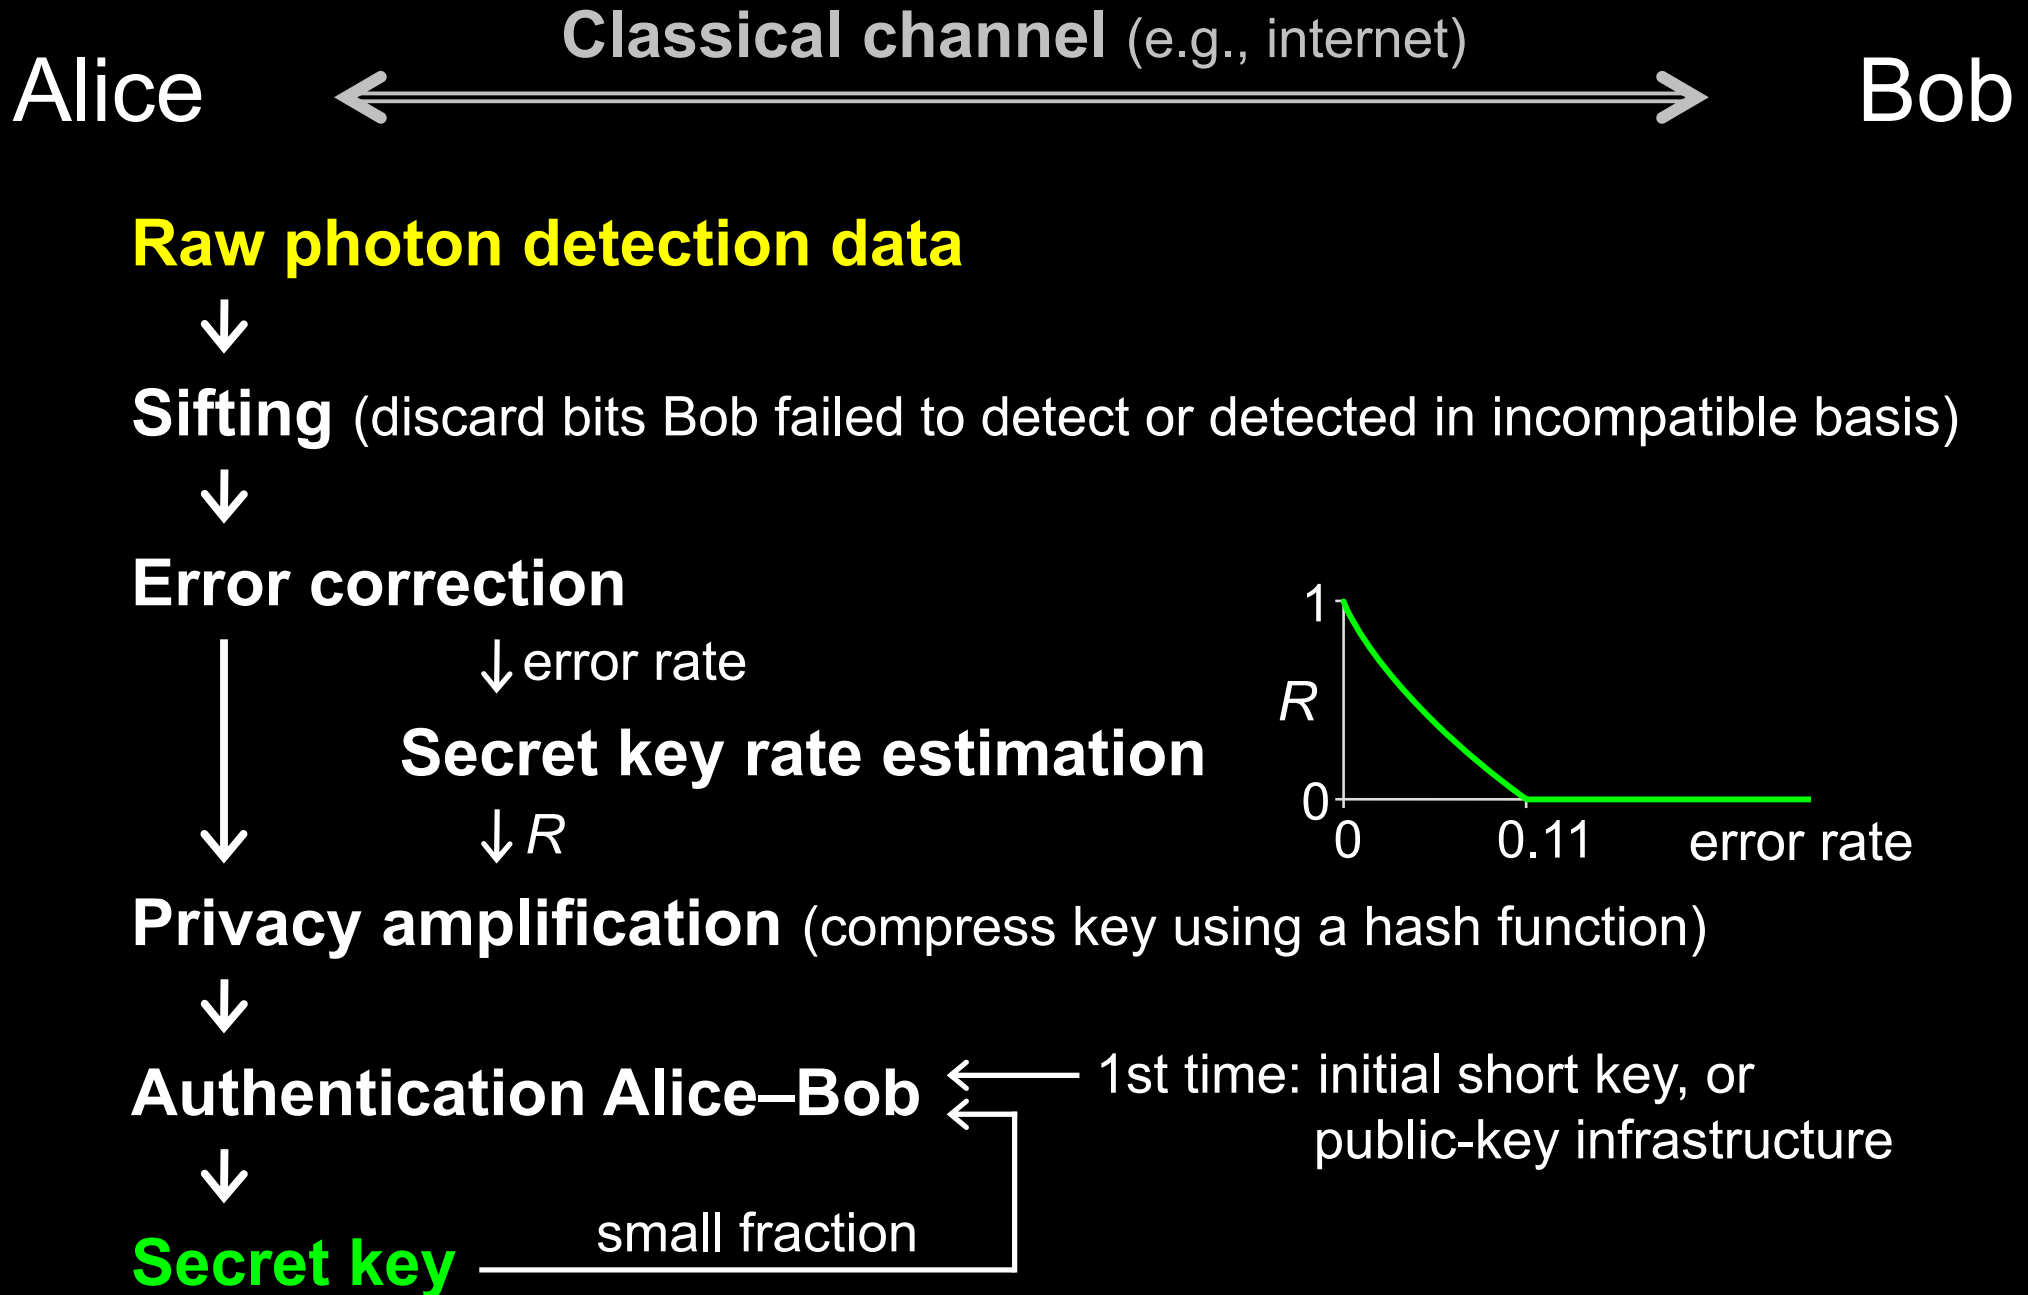 Classical channel (e.g., internet)
Alice
Bob
Raw photon detection data
Sifting (discard bits Bob failed to detect or detected in incompatible basis)
Error correction
error rate
Secret key rate estimation
R
1
R
0
0
0.11
error rate
Privacy amplification (compress key using a hash function)
Authentication Alice–Bob
1st time: initial short key, or
public-key infrastructure
small fraction
Secret key